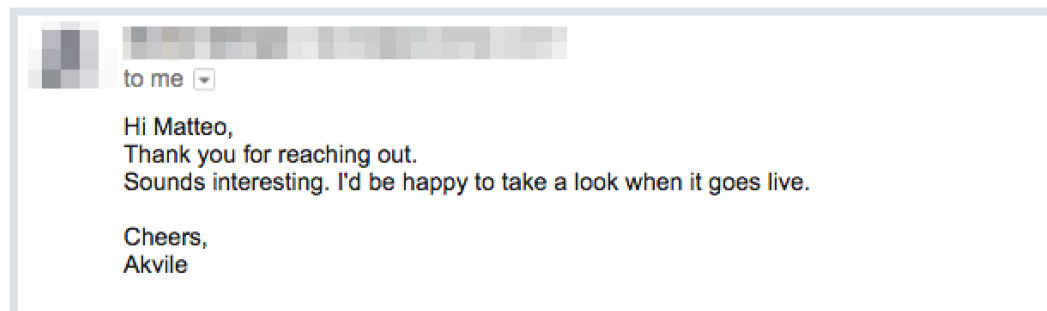 to me
Hi Matteo,
Thank you for reaching out.
Sounds interesting. I'd be happy to take a look when it goes live.
Cheers,
Akvile